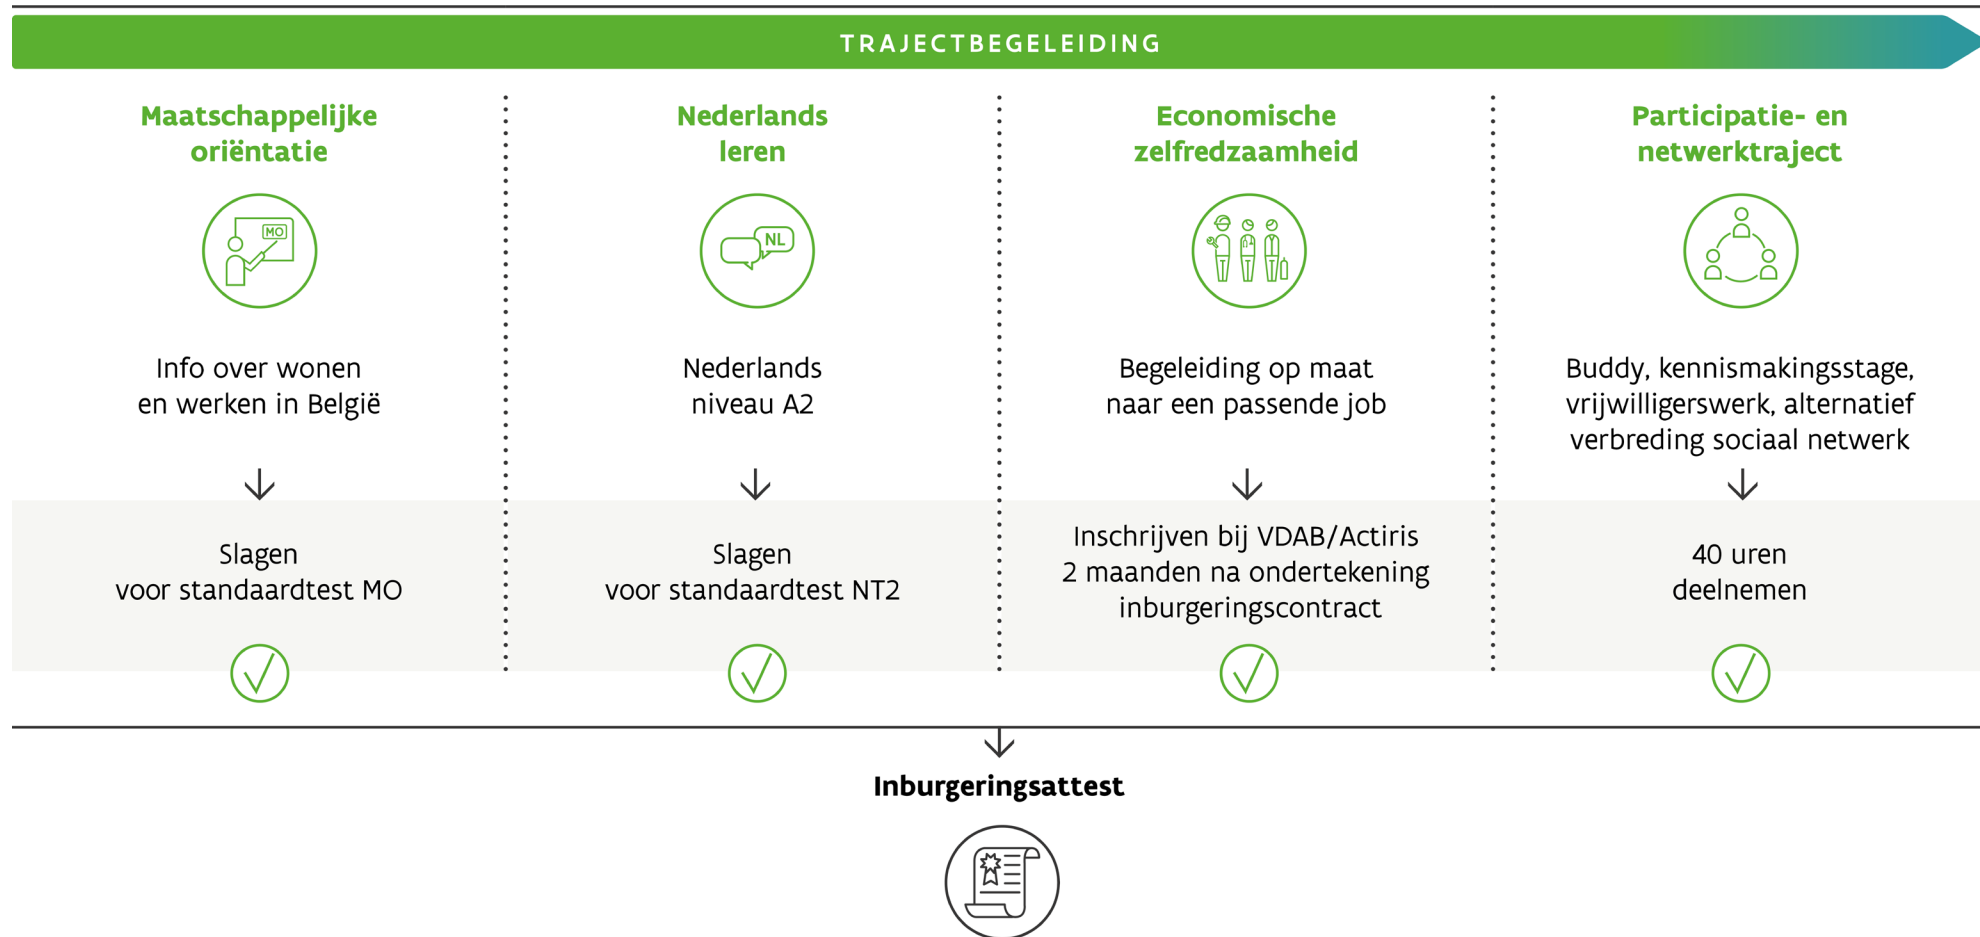 TRAJECTBEGELEIDING
Maatschappelijke
oriëntatie
MO
Info over wonen
en werken in België
Slagen
voor standaardtest MO
Nederlands
leren
NL
Nederlands
niveau A2
Slagen
voor standaardtest NT2
Economische
zelfredzaamheid
Begeleiding op maat
naar een passende job
Inschrijven bij VDAB/Actiris
2 maanden na ondertekening
inburgeringscontract
Participatie- en
netwerktraject
Buddy, kennismakingsstage,
vrijwilligerswerk, alternatief
verbreding sociaal netwerk
40 uren
deelnemen
Inburgeringsattest